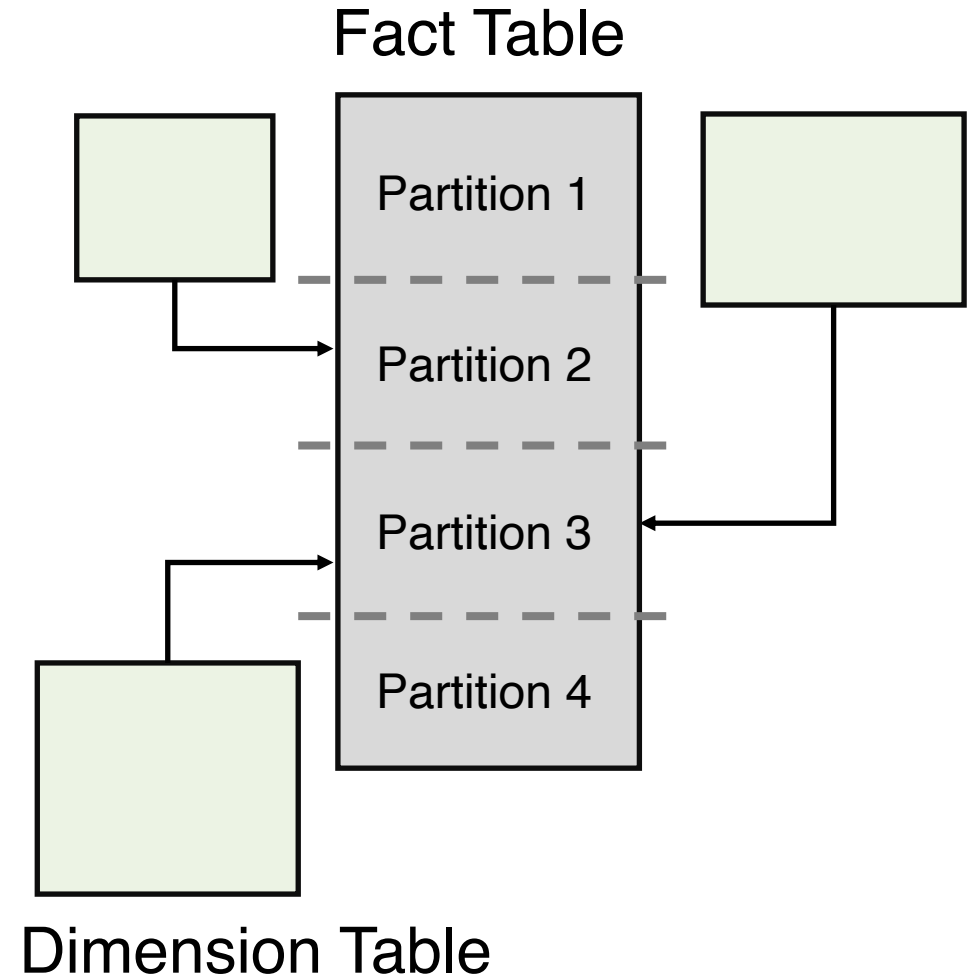 Fact Table
Partition 1
Partition 2
Partition 3
Partition 4
Dimension Table